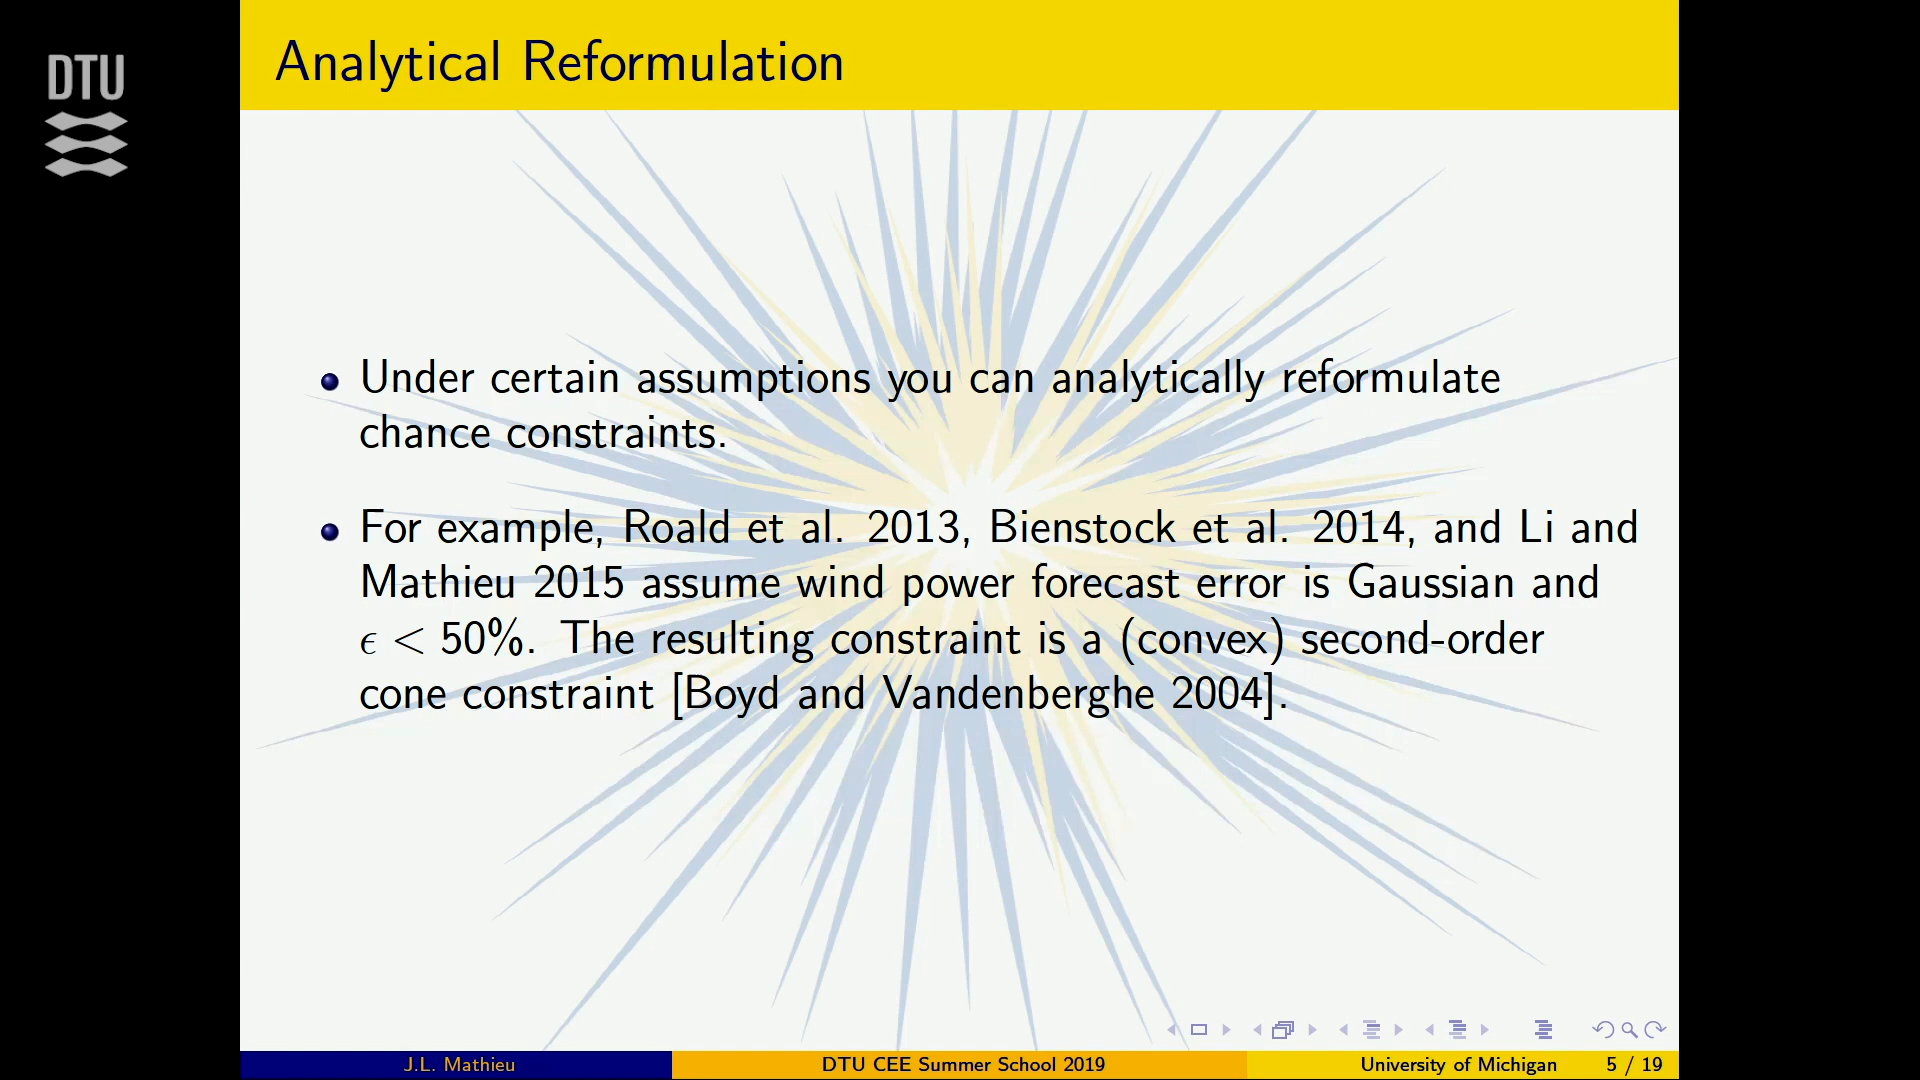 DTU
Analytical Reformulation
Under certain assumptions you can analytically reformulate
chance constraints.
For example, Roald et al. 2013, Bienstock et al. 2014, and Li and
Mathieu 2015 assume wind power forecast error is Gaussian and
ϵ < 50%. The resulting constraint is a (convex) second-order
cone constraint [Boyd and Vandenberghe 2004].
J.L. Mathieu
DTU CEE Summer School 2019
University of Michigan
5 / 19